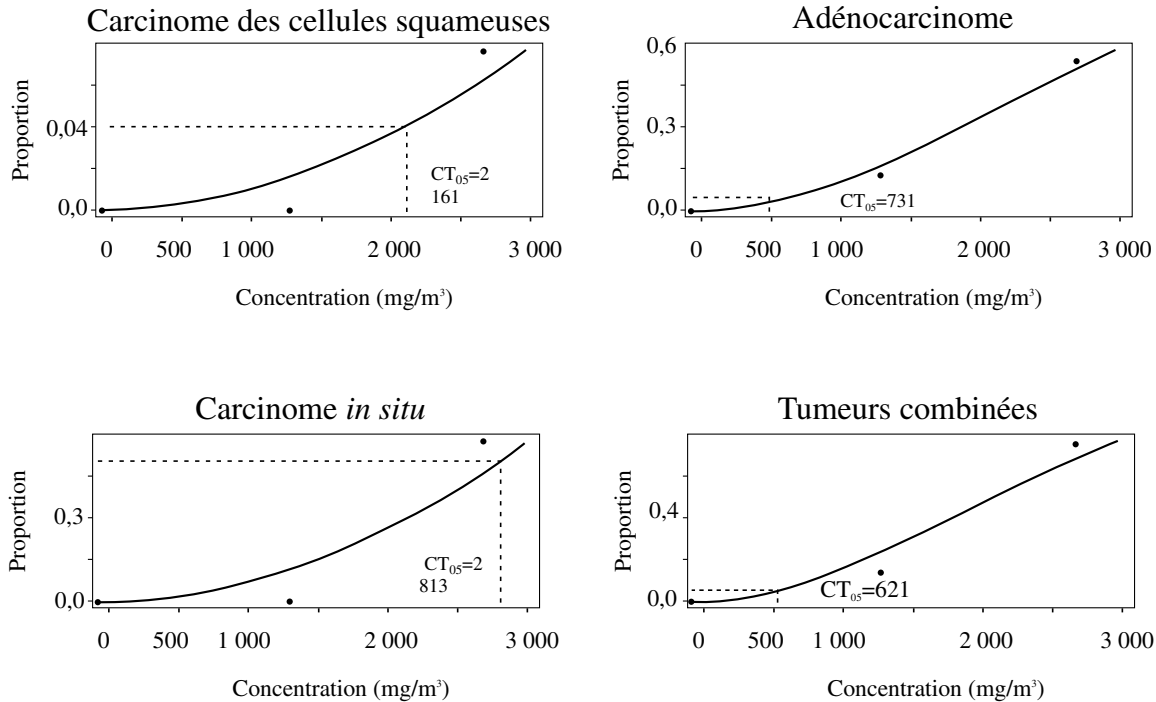 Carcinome des cellules squameuses
Proportion
0,04
0,0
CT₀₅=2
161
0 500 1 000 2 000 3 000
Concentration (mg/m³)
Adénocarcinome
Proportion
0,6
0,3
0,0
CT₀₅=731
0 500 1 000 2 000 3 000
Concentration (mg/m³)
Carcinome in situ
Proportion
0,3
0,0
CT₀₅=2
813
0 500 1 000 2 000 3 000
Concentration (mg/m³)
Tumeurs combinées
Proportion
0,4
0,0
CT₀₅=621
0 500 1 000 2 000 3 000
Concentration (mg/m³)